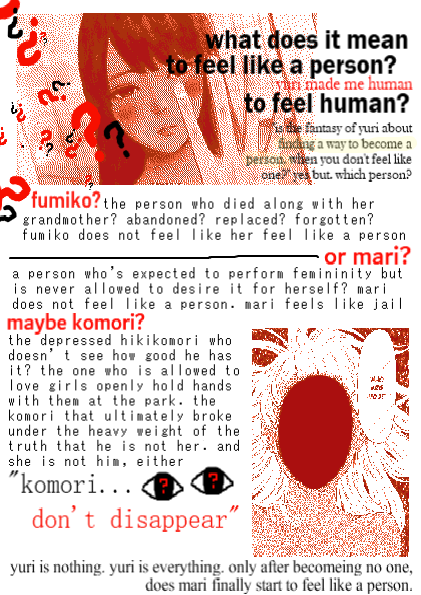 what does it mean
to feel like a person?
yuri made me human
to feel human?
"is the fantasy of yuri about
finding a way to become a
person, when you don't feel like
one?" yes but. which person?
fumiko? the person who died along with her
grandmother? abandoned? replaced? forgotten?
fumiko does not feel like her feel like a person
or mari?
a person who's expected to perform femininity but
is never allowed to desire it for herself? mari
does not feel like a person. mari feels like jail
maybe komori?
the depressed hikikomori who
doesn't see how good he has
it? the one who is allowed to
love girls openly hold hands
with them at the park. the
komori that ultimately broke
under the heavy weight of the
truth that he is not her. and
she is not him, either
"komori...
don't disappear"
yuri is nothing. yuri is everything. only after becomeing no one,
does mari finally start to feel like a person.